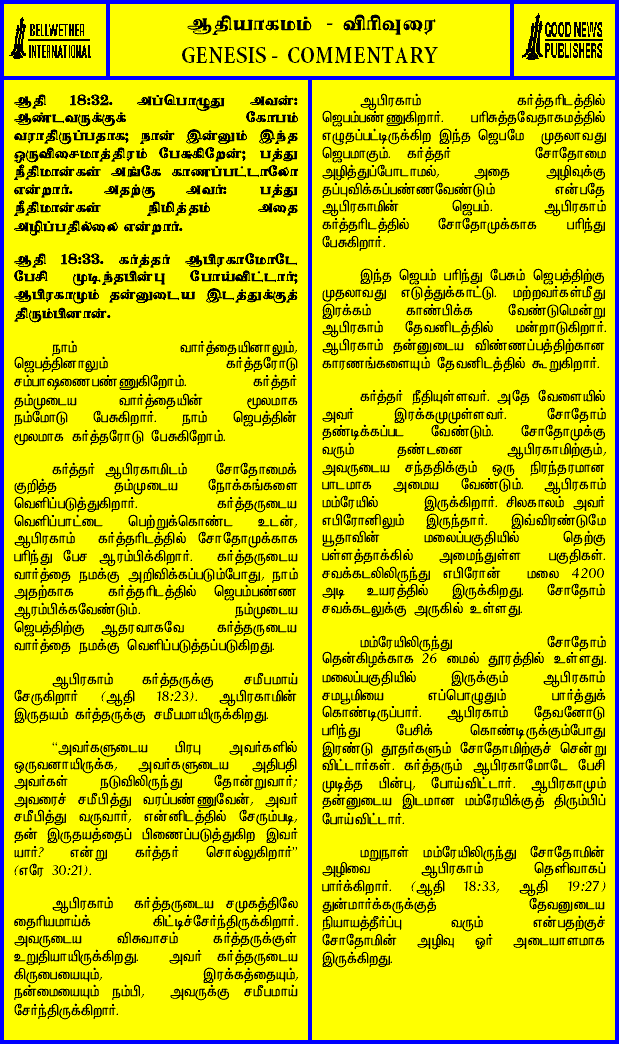 BELLWETHER
INTERNATIONAL
ஆதியாகமம் - விரிவுரை
GENESIS - COMMENTARY
GOOD NEWS
PUBLISHERS
ஆதி 18:32. அப்பொழுது அவன்:
ஆண்டவருக்குக் கோபம்
வராதிருப்பதாக; நான் இன்னும் இந்த
ஒருவிசைமாத்திரம் பேசுகிறேன்; பத்து
நீதிமான்கள் அங்கே காணப்பட்டாலோ
என்றார். அதற்கு அவர்: பத்து
நீதிமான்கள் நிமித்தம் அதை
அழிப்பதில்லை என்றார்.
ஆதி 18:33. கர்த்தர் ஆபிரகாமோடே
பேசி முடிந்தபின்பு போய்விட்டார்;
ஆபிரகாமும் தன்னுடைய இடத்துக்குத்
திரும்பினான்.
நாம் வார்த்தையினாலும்,
ஜெபத்தினாலும் கர்த்தரோடு
சம்பாஷணைபண்ணுகிறோம். கர்த்தர்
தம்முடைய வார்த்தையின் மூலமாக
நம்மோடு பேசுகிறார். நாம் ஜெபத்தின்
மூலமாக கர்த்தரோடு பேசுகிறோம்.
கர்த்தர் ஆபிரகாமிடம் சோதோமைக்
குறித்த தம்முடைய நோக்கங்களை
வெளிப்படுத்துகிறார். கர்த்தருடைய
வெளிப்பாட்டை பெற்றுக்கொண்ட உடன்,
ஆபிரகாம் கர்த்தரிடத்தில் சோதோமுக்காக
பரிந்து பேச ஆரம்பிக்கிறார். கர்த்தருடைய
வார்த்தை நமக்கு அறிவிக்கப்படும்போது, நாம்
அதற்காக கர்த்தரிடத்தில் ஜெபம்பண்ண
ஆரம்பிக்கவேண்டும். நம்முடைய
ஜெபத்திற்கு ஆதரவாகவே கர்த்தருடைய
வார்த்தை நமக்கு வெளிப்படுத்தப்படுகிறது.
ஆபிரகாம் கர்த்தருக்கு சமீபமாய்
சேருகிறார் (ஆதி 18:23). ஆபிரகாமின்
இருதயம் கர்த்தருக்கு சமீபமாயிருக்கிறது.
“அவர்களுடைய பிரபு அவர்களில்
ஒருவனாயிருக்க, அவர்களுடைய அதிபதி
அவர்கள் நடுவிலிருந்து தோன்றுவார்;
அவரைச் சமீபித்து வரப்பண்ணுவேன், அவர்
சமீபித்து வருவார், என்னிடத்தில் சேரும்படி,
தன் இருதயத்தைப் பிணைப்படுத்துகிற இவர்
யார்? என்று கர்த்தர் சொல்லுகிறார்”
(எரே 30:21).
ஆபிரகாம் கர்த்தருடைய சமுகத்திலே
தைரியமாய்க் கிட்டிச்சேர்ந்திருக்கிறார்.
அவருடைய விசுவாசம் கர்த்தருக்குள்
உறுதியாயிருக்கிறது. அவர் கர்த்தருடைய
கிருபையையும், இரக்கத்தையும்,
நன்மையையும் நம்பி, அவருக்கு சமீபமாய்
சேர்ந்திருக்கிறார்.
ஆபிரகாம் கர்த்தரிடத்தில்
ஜெபம்பண்ணுகிறார். பரிசுத்தவேதாகமத்தில்
எழுதப்பட்டிருக்கிற இந்த ஜெபமே முதலாவது
ஜெபமாகும். கர்த்தர் சோதோமை
அழித்துப்போடாமல், அதை அழிவுக்கு
தப்புவிக்கப்பண்ணவேண்டும் என்பதே
ஆபிரகாமின் ஜெபம். ஆபிரகாம்
கர்த்தரிடத்தில் சோதோமுக்காக பரிந்து
பேசுகிறார்.
இந்த ஜெபம் பரிந்து பேசும் ஜெபத்திற்கு
முதலாவது எடுத்துக்காட்டு. மற்றவர்கள்மீது
இரக்கம் காண்பிக்க வேண்டுமென்று
ஆபிரகாம் தேவனிடத்தில் மன்றாடுகிறார்.
ஆபிரகாம் தன்னுடைய விண்ணப்பத்திற்கான
காரணங்களையும் தேவனிடத்தில் கூறுகிறார்.
கர்த்தர் நீதியுள்ளவர். அதே வேளையில்
அவர் இரக்கமுமுள்ளவர். சோதோம்
தண்டிக்கப்பட வேண்டும். சோதோமுக்கு
வரும் தண்டனை ஆபிரகாமிற்கும்,
அவருடைய சந்ததிக்கும் ஒரு நிரந்தரமான
பாடமாக அமைய வேண்டும். ஆபிரகாம்
மம்ரேயில் இருக்கிறார். சிலகாலம் அவர்
எபிரோனிலும் இருந்தார். இவ்விரண்டுமே
யூதாவின் மலைப்பகுதியில் தெற்கு
பள்ளத்தாக்கில் அமைந்துள்ள பகுதிகள்.
சவக்கடலிலிருந்து எபிரோன் மலை 4200
அடி உயரத்தில் இருக்கிறது. சோதோம்
சவக்கடலுக்கு அருகில் உள்ளது.
மம்ரேயிலிருந்து சோதோம்
தென்கிழக்காக 26 மைல் தூரத்தில் உள்ளது.
மலைப்பகுதியில் இருக்கும் ஆபிரகாம்
சமபூமியை எப்பொழுதும் பார்த்துக்
கொண்டிருப்பார். ஆபிரகாம் தேவனோடு
பரிந்து பேசிக் கொண்டிருக்கும்போது
இரண்டு தூதர்களும் சோதோமிற்குச் சென்று
விட்டார்கள். கர்த்தரும் ஆபிரகாமோடே பேசி
முடித்த பின்பு, போய்விட்டார். ஆபிரகாமும்
தன்னுடைய இடமான மம்ரேயிக்குத் திரும்பிப்
போய்விட்டார்.
மறுநாள் மம்ரேயிலிருந்து சோதோமின்
அழிவை ஆபிரகாம் தெளிவாகப்
பார்க்கிறார். (ஆதி 18:33, ஆதி 19:27)
துன்மார்க்கருக்குத் தேவனுடைய
நியாயத்தீர்ப்பு வரும் என்பதற்குச்
சோதோமின் அழிவு ஓர் அடையாளமாக
இருக்கிறது.